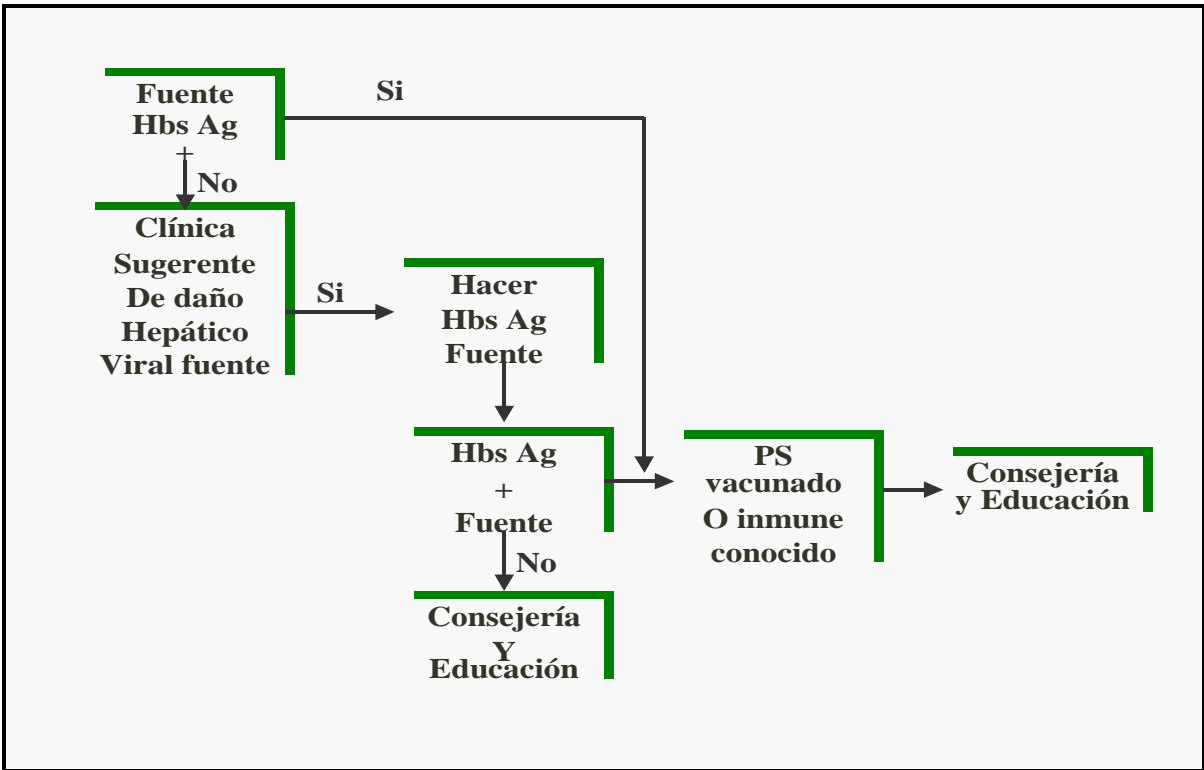 Fuente
Hbs Ag
+
Si
No
Clínica
Sugerente
De daño
Hepático
Viral fuente
Si
Hacer
Hbs Ag
Fuente
Hbs Ag
+
Fuente
No
Consejería
Y
Educación
PS
vacunado
O inmune
conocido
Consejería
y Educación